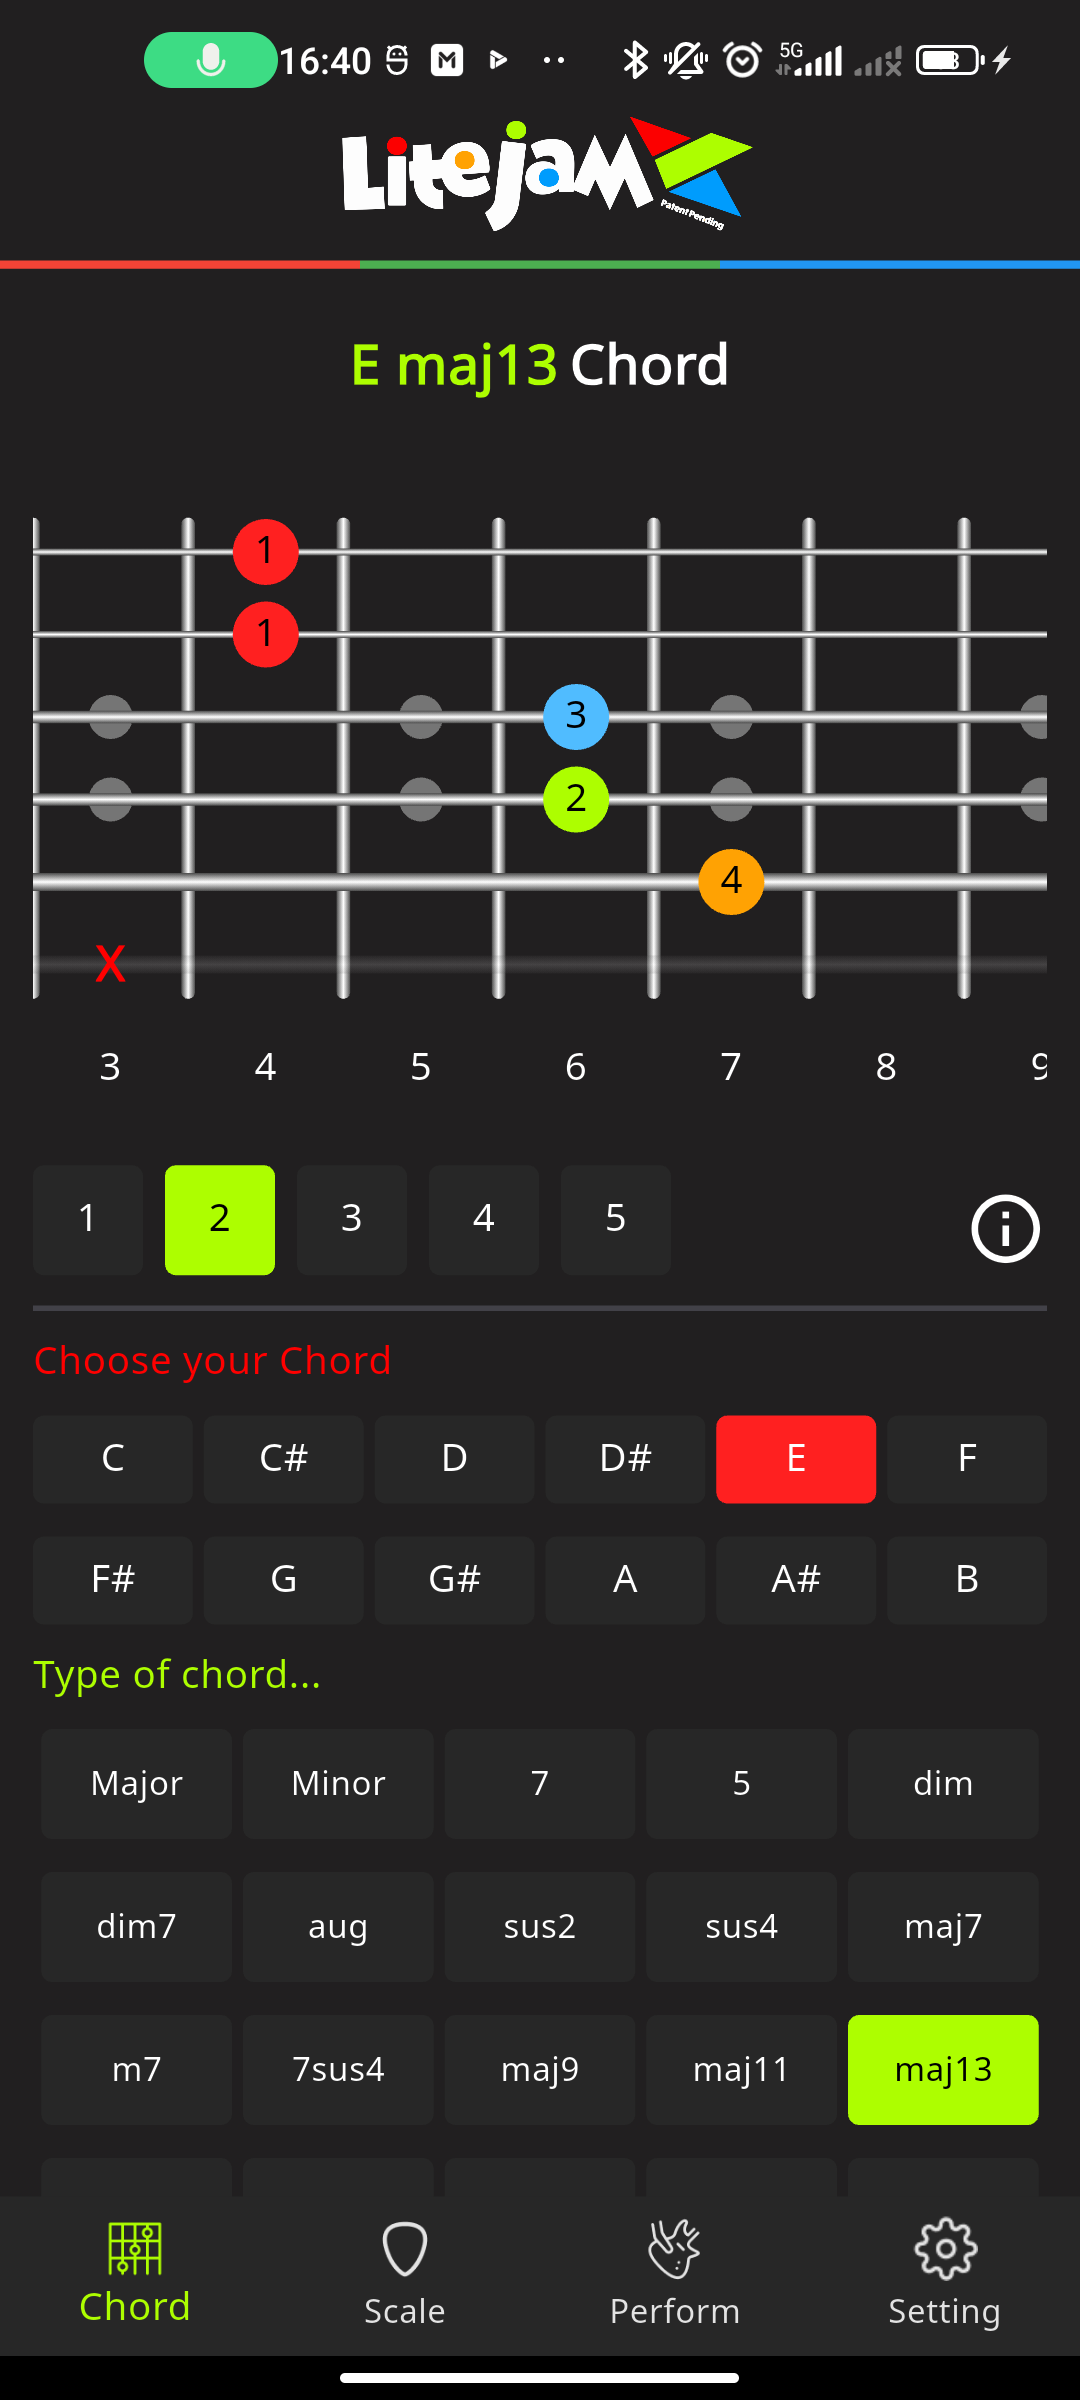 16:40 5G
Litejam
Patent Pending
E maj13 Chord
1
1
3
2
4
X
3 4 5 6 7 8 9
1 2 3 4 5
Choose your Chord
C C# D D# E F
F# G G# A A# B
Type of chord...
Major Minor 7 5 dim
dim7 aug sus2 sus4 maj7
m7 7sus4 maj9 maj11 maj13
Chord Scale Perform Setting